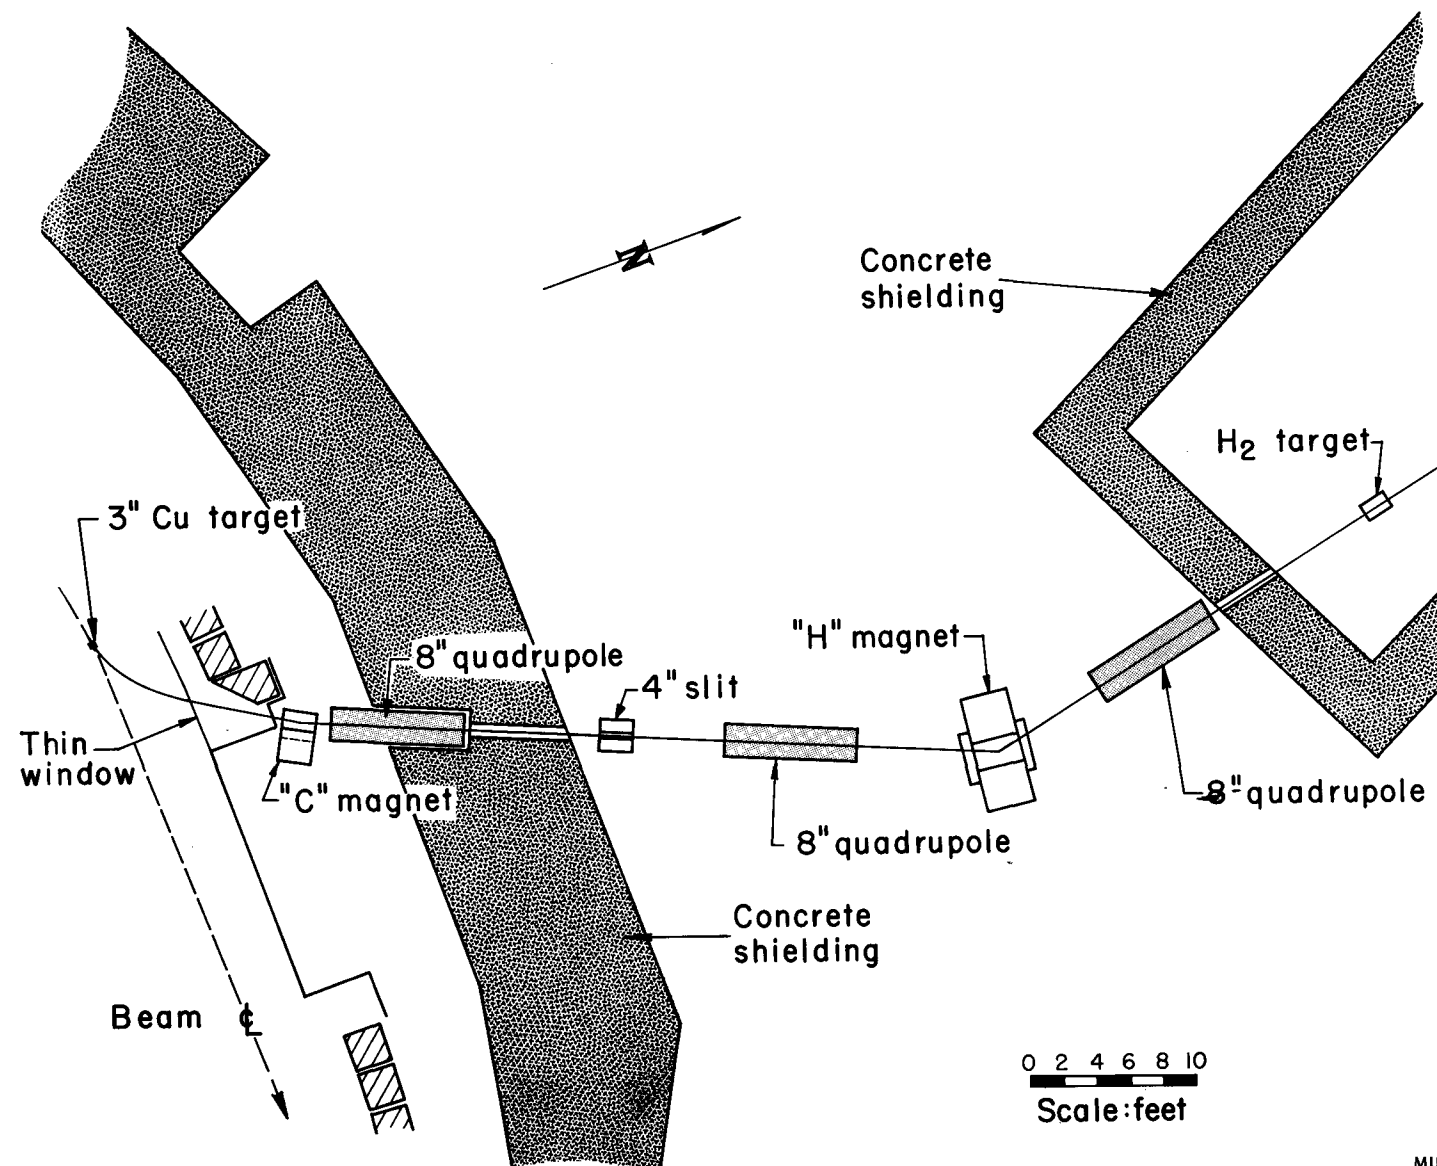 N
Concrete
shielding
H2 target
3" Cu target
"H" magnet
8" quadrupole
4" slit
Thin
window
"C" magnet
8" quadrupole
8" quadrupole
Concrete
shielding
Beam ℄
0 2 4 6 8 10
Scale: feet